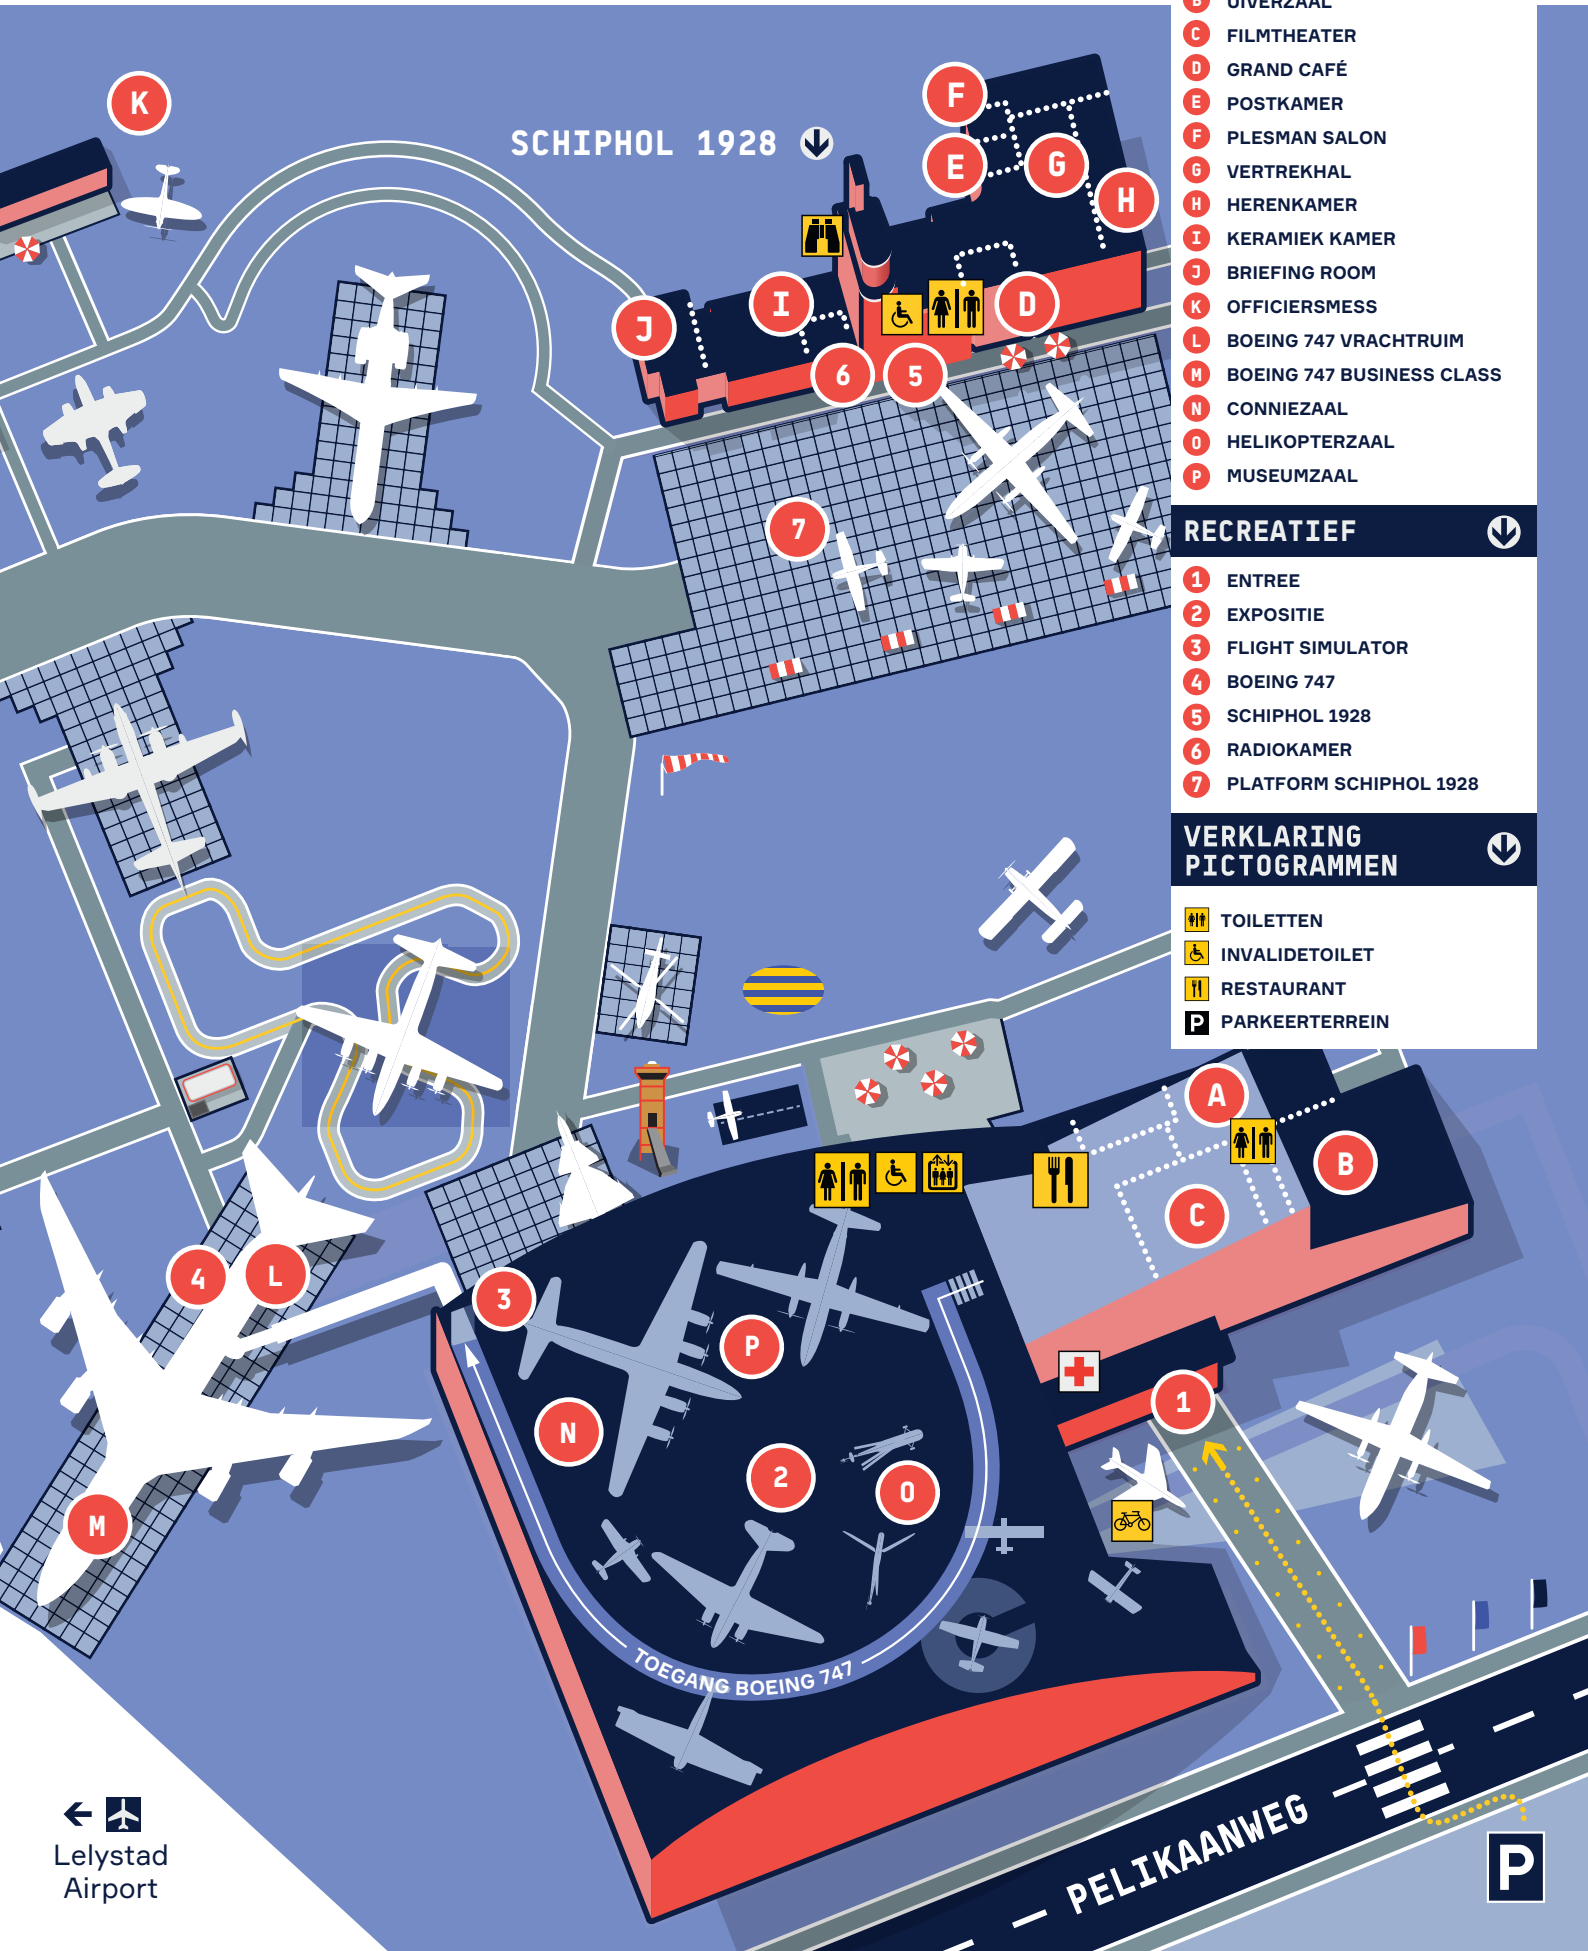 B UIVERZAAL
C FILMTHEATER
D GRAND CAFÉ
E POSTKAMER
F PLESMAN SALON
G VERTREKHAL
H HERENKAMER
I KERAMIEK KAMER
J BRIEFING ROOM
K OFFICIERSMESS
L BOEING 747 VRACHTRUIM
M BOEING 747 BUSINESS CLASS
N CONNIEZAAL
O HELIKOPTERZAAL
P MUSEUMZAAL
RECREATIEF
1 ENTREE
2 EXPOSITIE
3 FLIGHT SIMULATOR
4 BOEING 747
5 SCHIPHOL 1928
6 RADIOKAMER
7 PLATFORM SCHIPHOL 1928
VERKLARING
PICTOGRAMMEN
TOILETTEN
INVALIDETOILET
RESTAURANT
P PARKEERTERREIN
K
SCHIPHOL 1928
F
E
G
H
J
I
D
6
5
7
A
B
C
4
L
3
P
N
M
2
O
1
TOEGANG BOEING 747
PELIKAANWEG
P
Lelystad
Airport